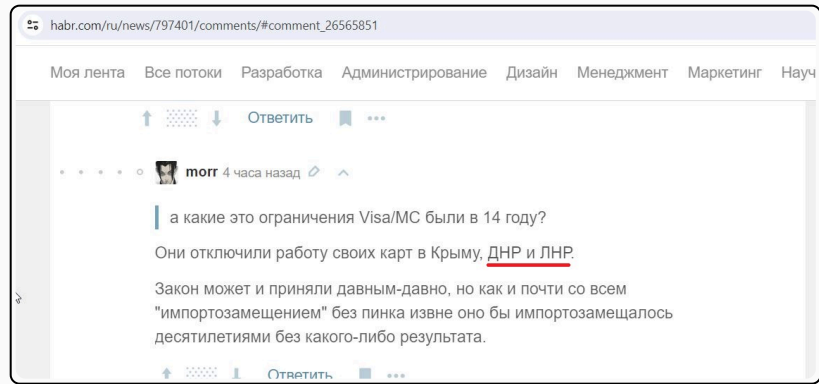 habr.com/ru/news/797401/comments/#comment_26565851
Моя лента Все потоки Разработка Администрирование Дизайн Менеджмент Маркетинг Науч
Ответить
morr 4 часа назад
а какие это ограничения Visa/MC были в 14 году?
Они отключили работу своих карт в Крыму, ДНР и ЛНР.
Закон может и приняли давным-давно, но как и почти со всем
"импортозамещением" без пинка извне оно бы импортозамещалось
десятилетиями без какого-либо результата.
Ответить